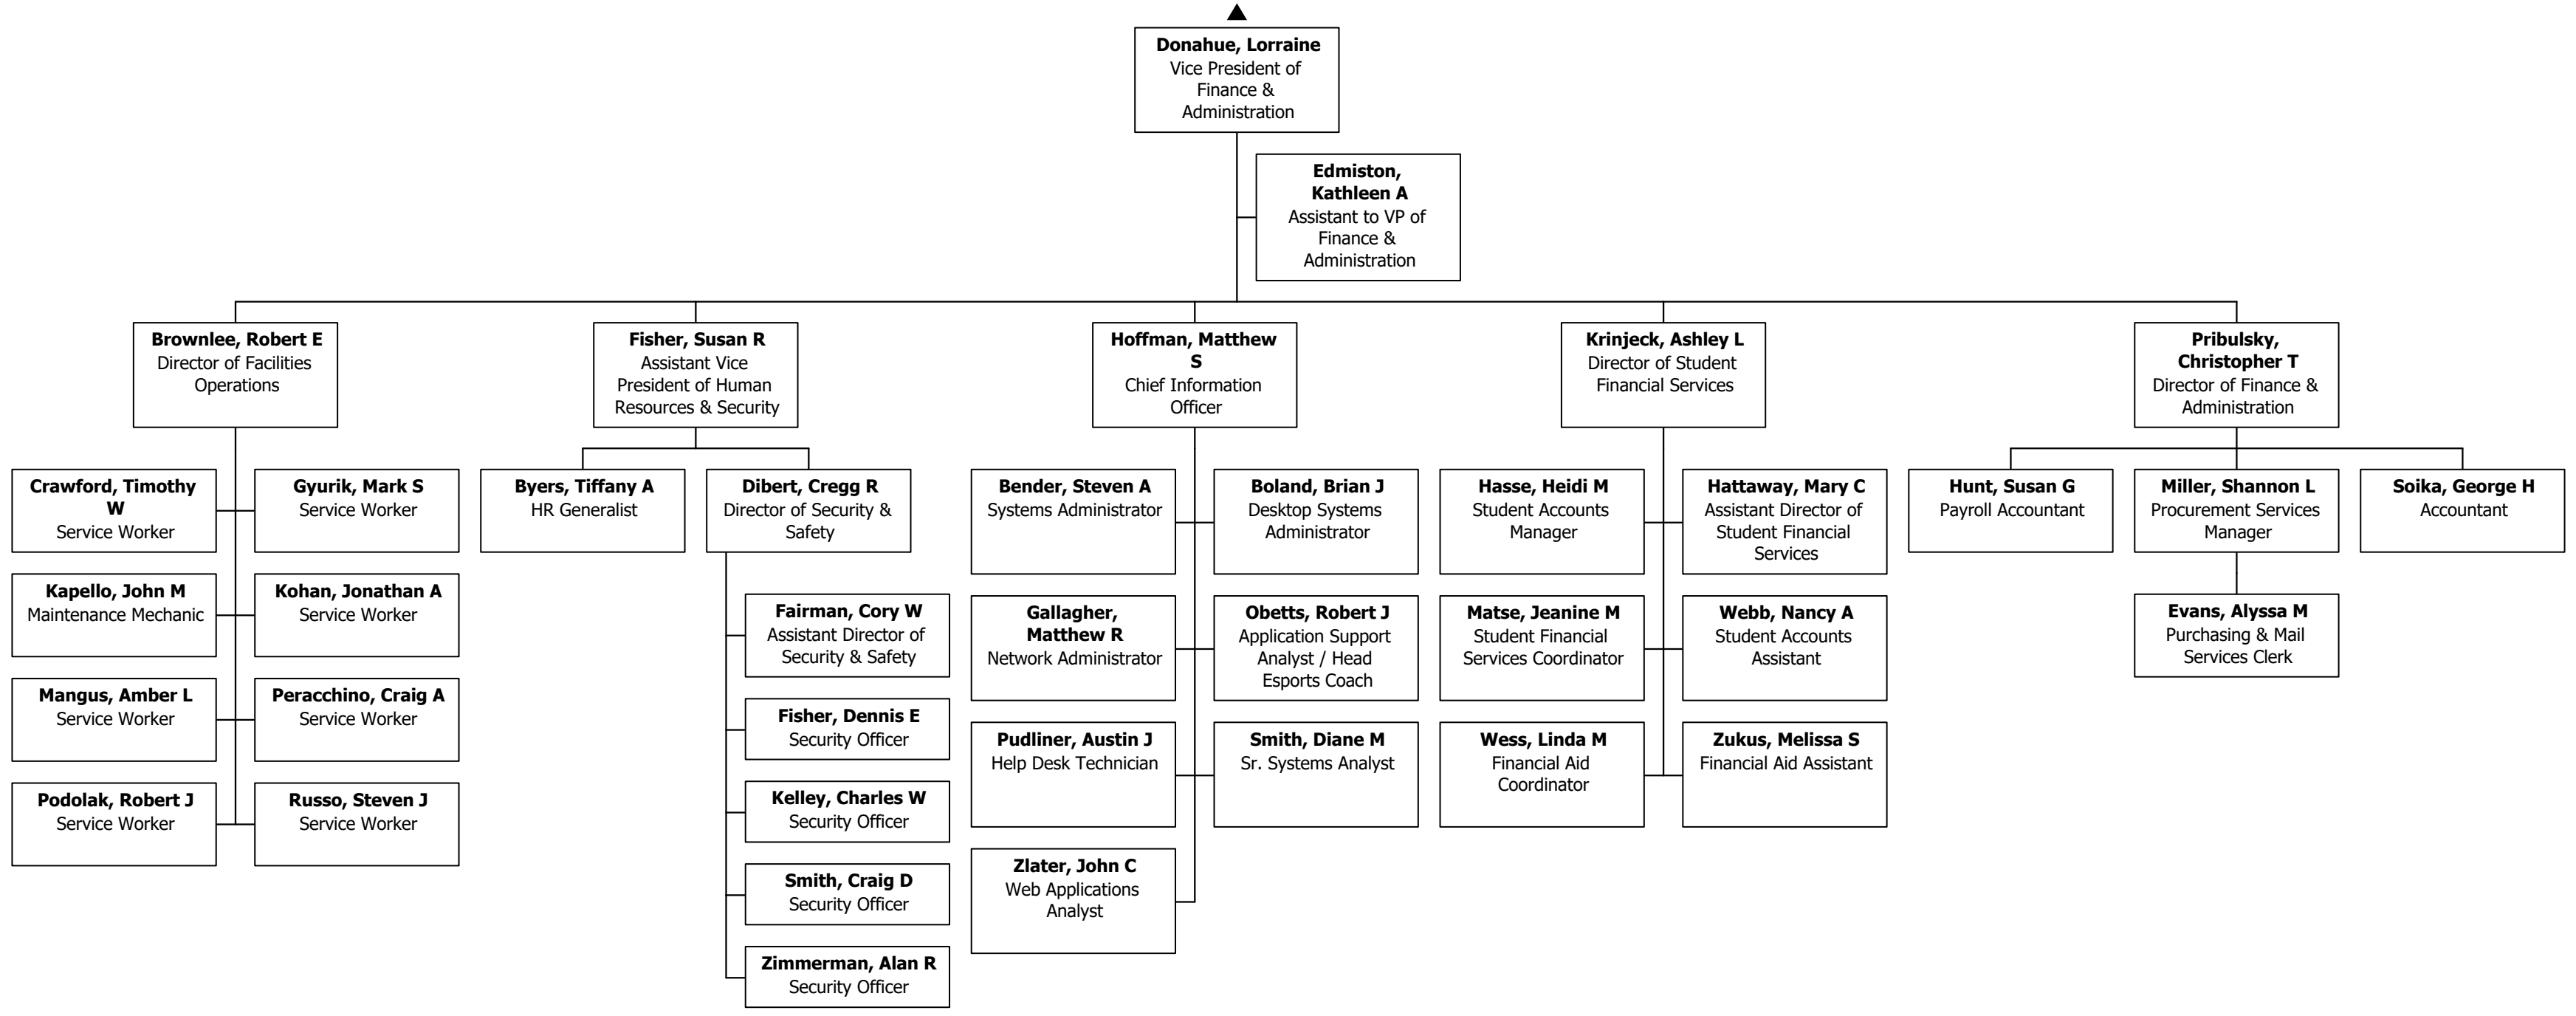 Donahue, Lorraine
Vice President of
Finance &
Administration
Edmiston,
Kathleen A
Assistant to VP of
Finance &
Administration
Brownlee, Robert E
Director of Facilities
Operations
Fisher, Susan R
Assistant Vice
President of Human
Resources & Security
Hoffman, Matthew
S
Chief Information
Officer
Krinjeck, Ashley L
Director of Student
Financial Services
Pribulsky,
Christopher T
Director of Finance &
Administration
Crawford, Timothy
W
Service Worker
Gyurik, Mark S
Service Worker
Kapello, John M
Maintenance Mechanic
Kohan, Jonathan A
Service Worker
Mangus, Amber L
Service Worker
Peracchino, Craig A
Service Worker
Podolak, Robert J
Service Worker
Russo, Steven J
Service Worker
Byers, Tiffany A
HR Generalist
Dibert, Cregg R
Director of Security &
Safety
Fairman, Cory W
Assistant Director of
Security & Safety
Fisher, Dennis E
Security Officer
Kelley, Charles W
Security Officer
Smith, Craig D
Security Officer
Zimmerman, Alan R
Security Officer
Bender, Steven A
Systems Administrator
Boland, Brian J
Desktop Systems
Administrator
Gallagher,
Matthew R
Network Administrator
Obetts, Robert J
Application Support
Analyst / Head
Esports Coach
Pudliner, Austin J
Help Desk Technician
Smith, Diane M
Sr. Systems Analyst
Zlater, John C
Web Applications
Analyst
Hasse, Heidi M
Student Accounts
Manager
Hattaway, Mary C
Assistant Director of
Student Financial
Services
Matse, Jeanine M
Student Financial
Services Coordinator
Webb, Nancy A
Student Accounts
Assistant
Wess, Linda M
Financial Aid
Coordinator
Zukus, Melissa S
Financial Aid Assistant
Hunt, Susan G
Payroll Accountant
Miller, Shannon L
Procurement Services
Manager
Soika, George H
Accountant
Evans, Alyssa M
Purchasing & Mail
Services Clerk